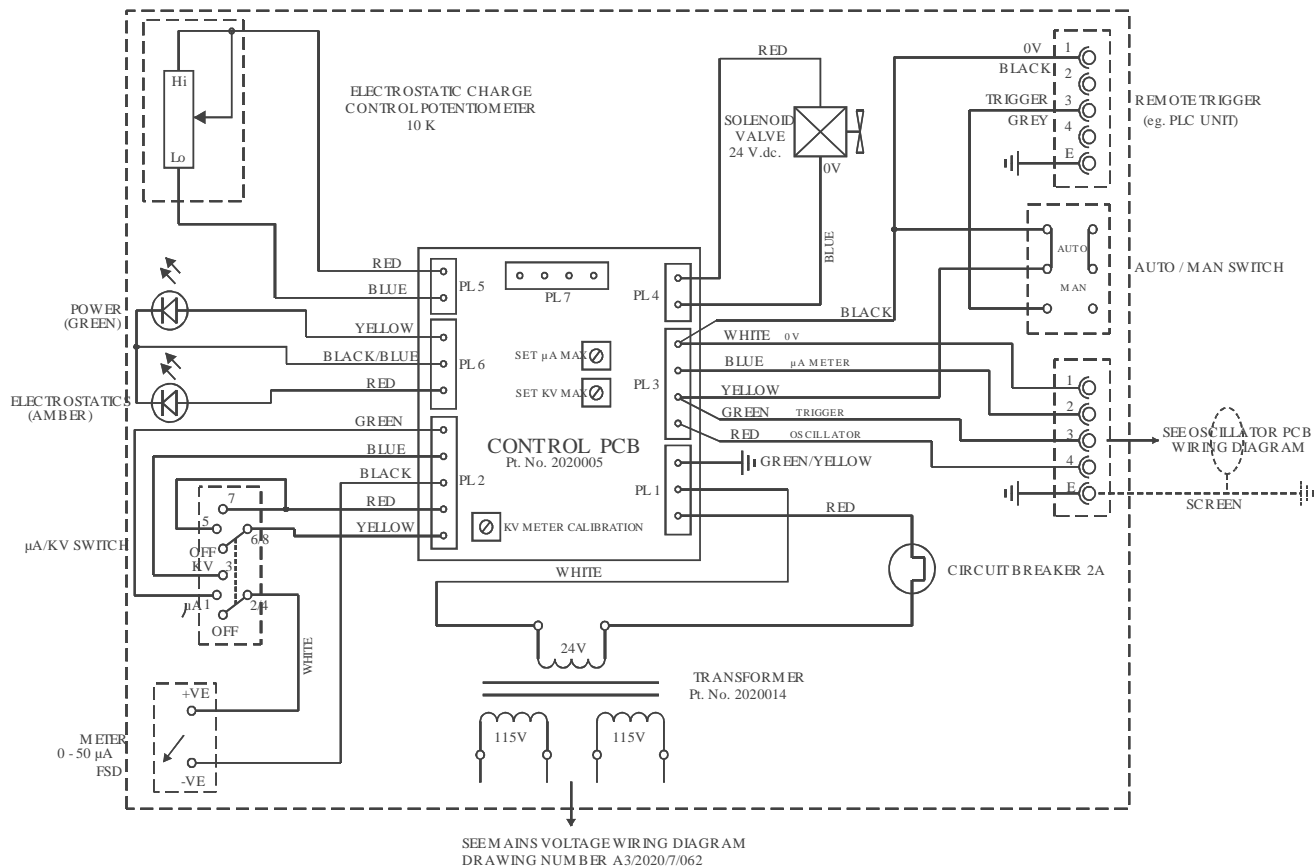 Hi
Lo
ELECTROSTATIC CHARGE
CONTROL POTENTIOMETER
10 K
RED
SOLENOID
VALVE
24 V.dc.
0V
BLUE
0V
BLACK
TRIGGER
GREY
1
2
3
4
E
REMOTE TRIGGER
(eg. PLC UNIT)
AUTO
MAN
AUTO / MAN SWITCH
POWER
(GREEN)
ELECTROSTATICS
(AMBER)
RED
BLUE
PL 5
YELLOW
BLACK/BLUE
RED
PL 6
GREEN
BLUE
BLACK
RED
YELLOW
PL 2
PL 7
SET µA MAX
SET KV MAX
CONTROL PCB
Pt. No. 2020005
KV METER CALIBRATION
PL 4
PL 3
PL 1
BLACK
WHITE 0V
BLUE µA METER
YELLOW
GREEN TRIGGER
RED OSCILLATOR
GREEN/YELLOW
RED
1
2
3
4
E
SEE OSCILLATOR PCB
WIRING DIAGRAM
SCREEN
µA/KV SWITCH
7
5
6/8
OFF
KV 3
µA 1
2/4
OFF
WHITE
WHITE
CIRCUIT BREAKER 2A
24V
TRANSFORMER
Pt. No. 2020014
115V
115V
METER
0 - 50 µA
FSD
+VE
-VE
SEE MAINS VOLTAGE WIRING DIAGRAM
DRAWING NUMBER A3/2020/7/062